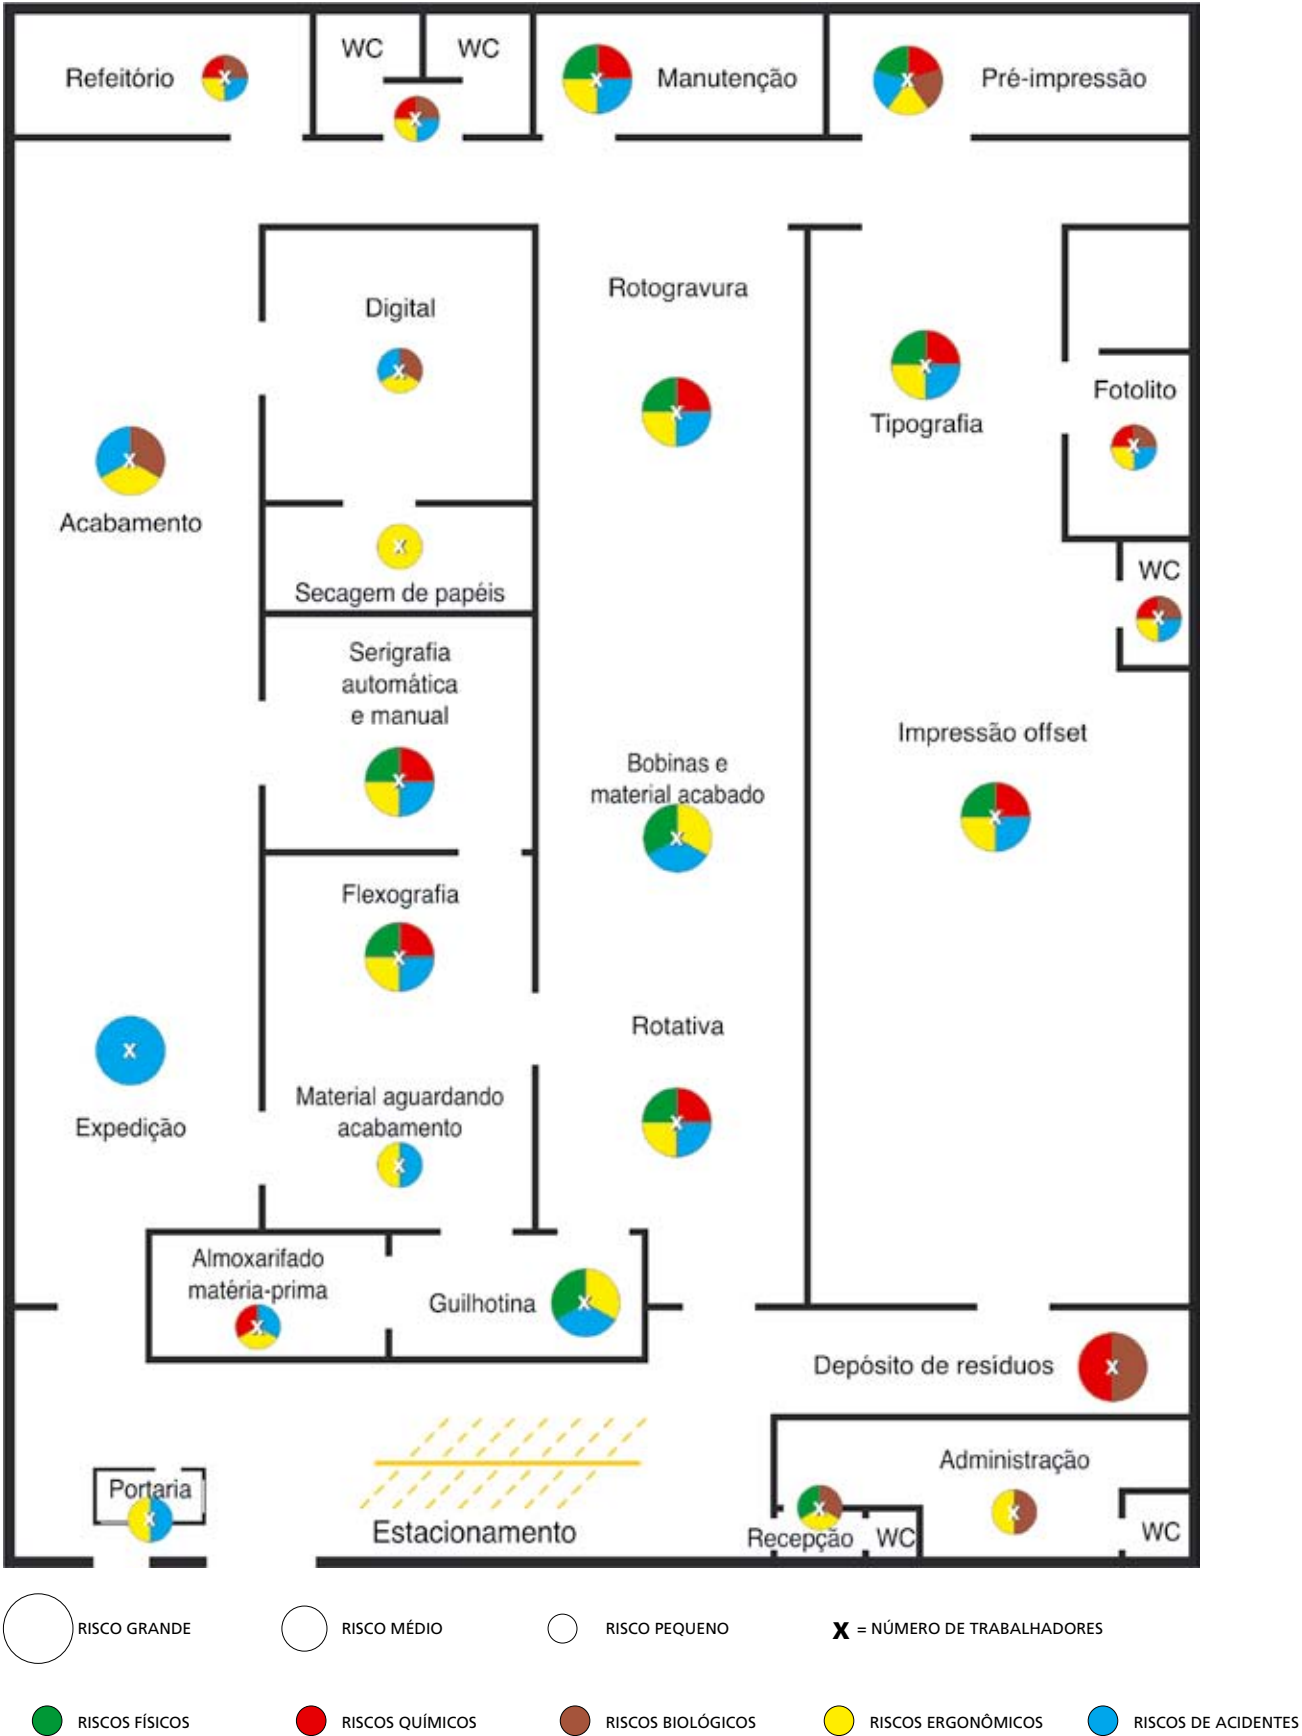 Refeitório
WC
WC
Manutenção
Pré-impressão
X
X
X
X
X
Digital
X
Rotogravura
X
Tipografia
X
Fotolito
X
Acabamento
X
Secagem de papéis
X
WC
X
Serigrafia
automática
e manual
X
Bobinas e
material acabado
X
Impressão offset
X
Flexografia
X
Rotativa
X
Expedição
X
Material aguardando
acabamento
X
Almoxarifado
matéria-prima
X
Guilhotina
X
Depósito de resíduos
X
Portaria
X
Estacionamento
Administração
X
Recepção
X
WC
WC
RISCO GRANDE
RISCO MÉDIO
RISCO PEQUENO
X = NÚMERO DE TRABALHADORES
RISCOS FÍSICOS
RISCOS QUÍMICOS
RISCOS BIOLÓGICOS
RISCOS ERGONÔMICOS
RISCOS DE ACIDENTES